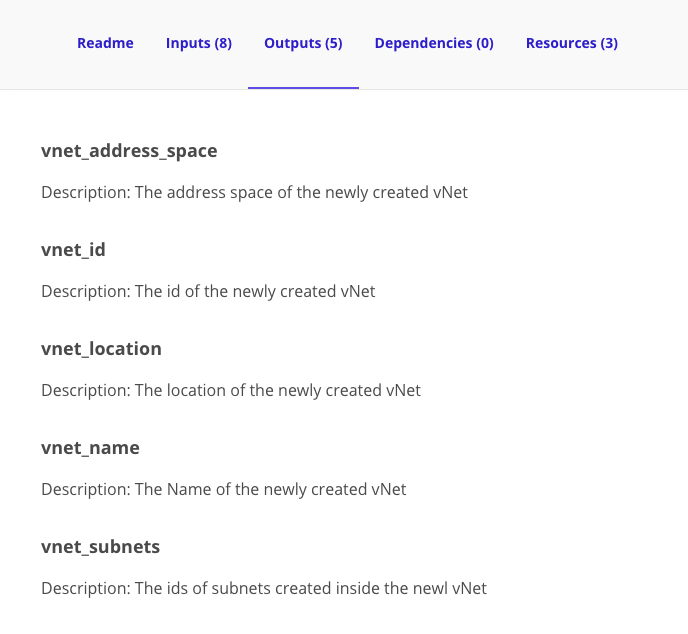 Readme Inputs (8) Outputs (5) Dependencies (0) Resources (3)
vnet_address_space
Description: The address space of the newly created vNet
vnet_id
Description: The id of the newly created vNet
vnet_location
Description: The location of the newly created vNet
vnet_name
Description: The Name of the newly created vNet
vnet_subnets
Description: The ids of subnets created inside the newl vNet